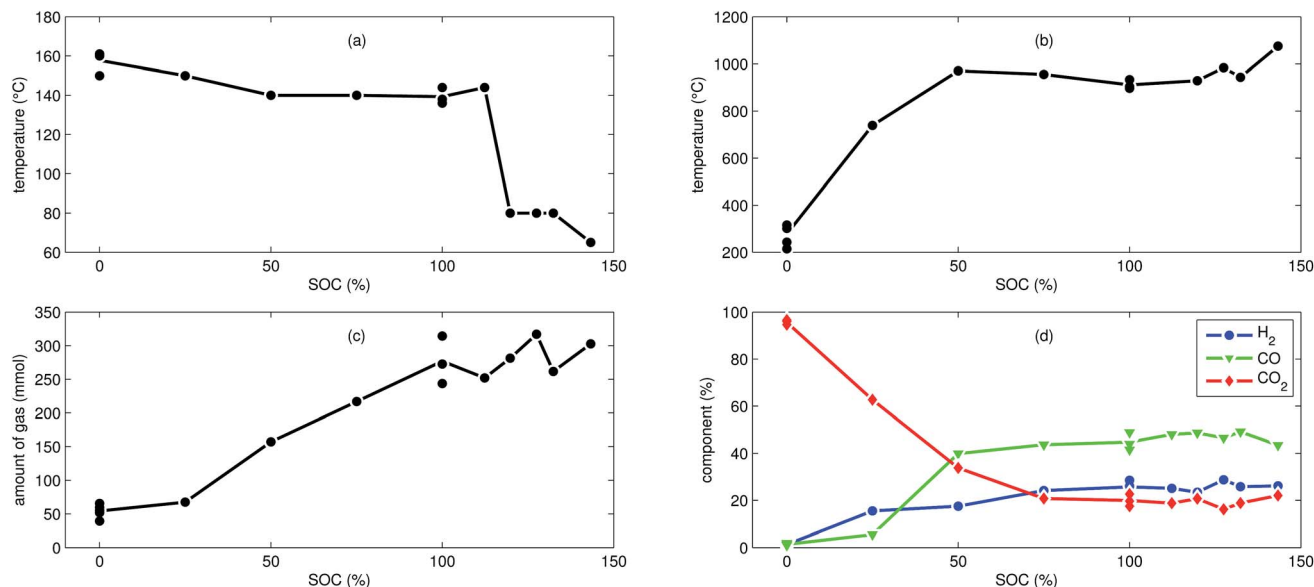 (a)
temperature (°C)
180
160
140
120
100
80
60
0
50
100
150
SOC (%)
(b)
temperature (°C)
1200
1000
800
600
400
200
0
50
100
150
SOC (%)
(c)
amount of gas (mmol)
350
300
250
200
150
100
50
0
0
50
100
150
SOC (%)
(d)
component (%)
100
80
60
40
20
0
0
50
100
150
SOC (%)
H2
CO
CO2